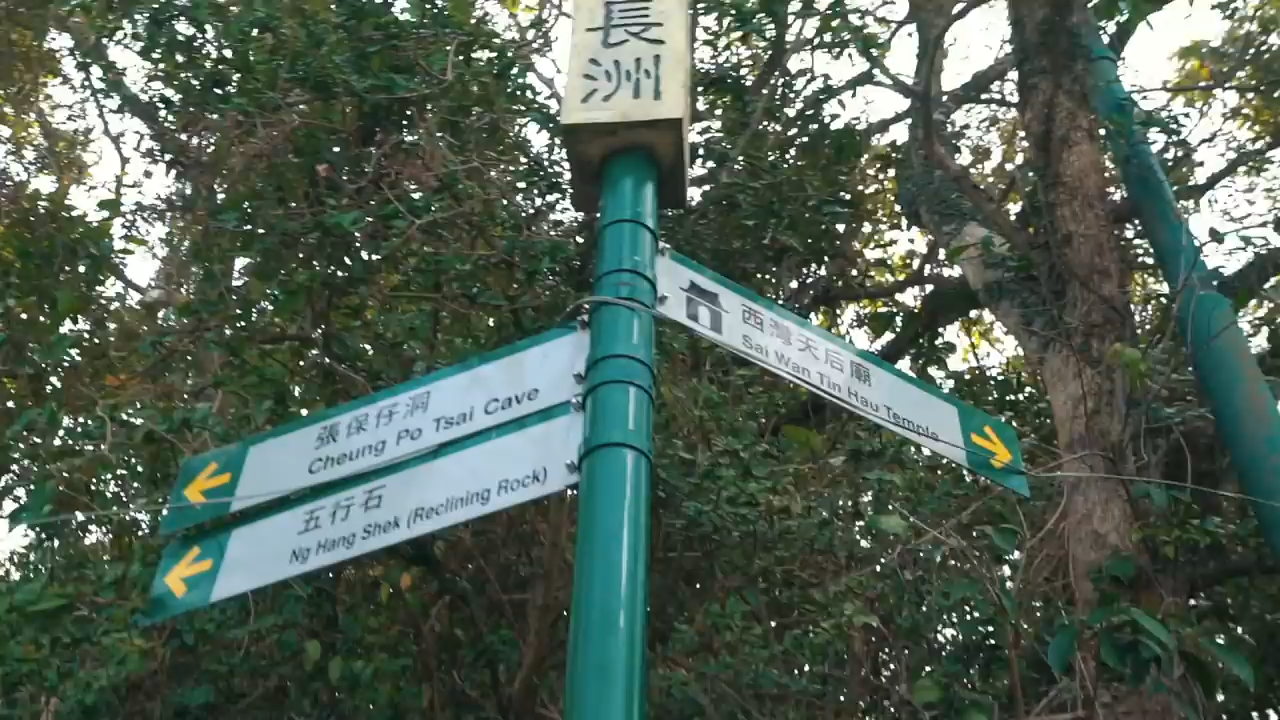 長洲
張保仔洞
Cheung Po Tsai Cave
五行石
Ng Hang Shek (Reclining Rock)
西灣天后廟
Sai Wan Tin Hau Temple